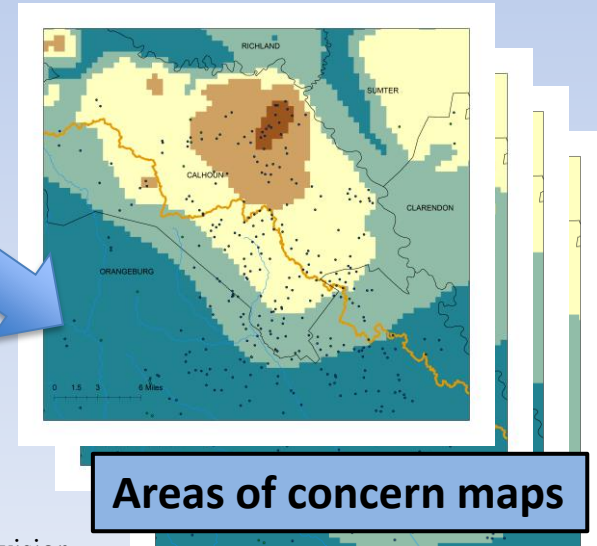 RICHLAND
SUMTER
CALHOUN
CLARENDON
ORANGEBURG
0 1.5 3 6 Miles
Areas of concern maps